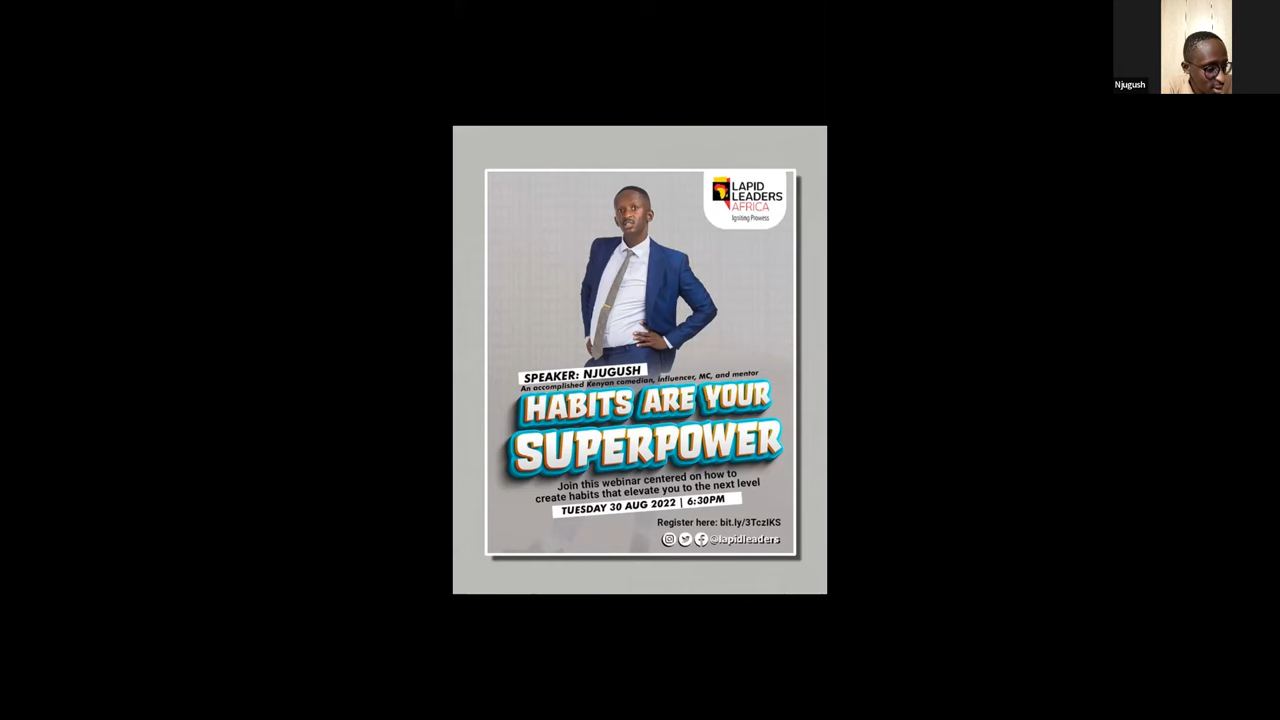 Njugush
LAPID
LEADERS
AFRICA
Igniting Prowess
SPEAKER: NJUGUSH
An accomplished Kenyan comedian, influencer, MC, and mentor
HABITS ARE YOUR
SUPERPOWER
Join this webinar centered on how to
create habits that elevate you to the next level
TUESDAY 30 AUG 2022 | 6:30PM
Register here: bit.ly/3TczIKS
@lapidleaders